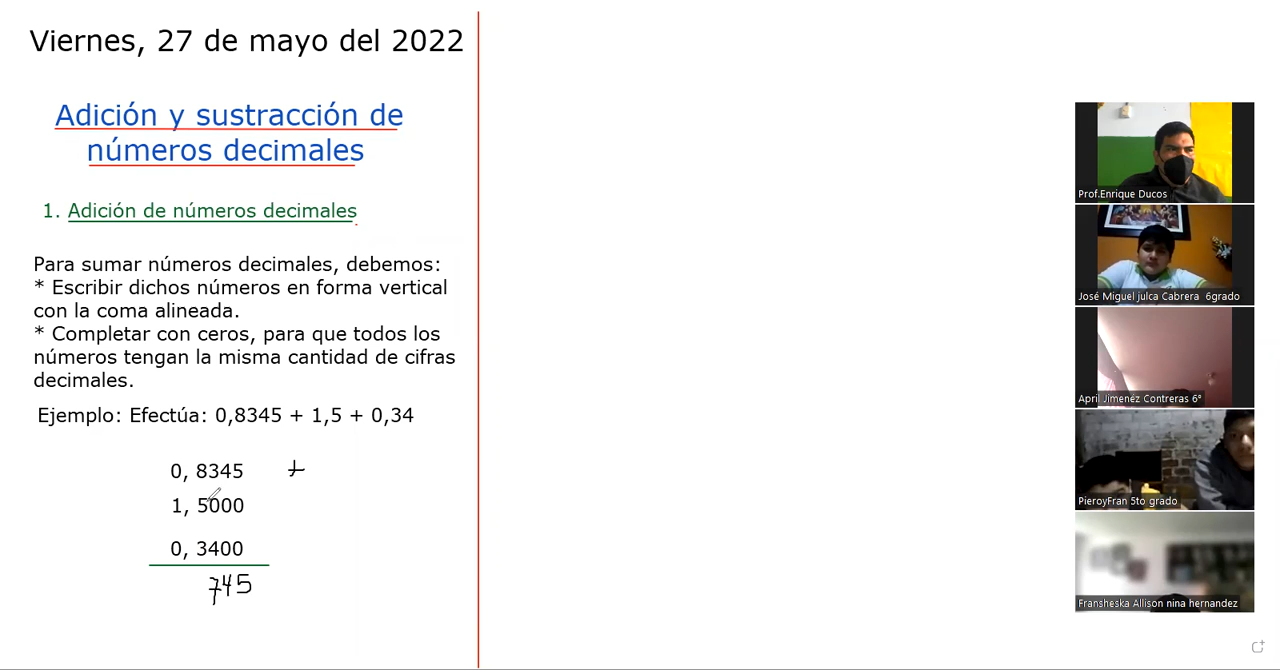 Viernes, 27 de mayo del 2022
Adición y sustracción de
números decimales
1. Adición de números decimales
Para sumar números decimales, debemos:
* Escribir dichos números en forma vertical
con la coma alineada.
* Completar con ceros, para que todos los
números tengan la misma cantidad de cifras
decimales.
Ejemplo: Efectúa: 0,8345 + 1,5 + 0,34
0, 8345 +
1, 5000
0, 3400
745
Prof.Enrique Ducos
José Miguel julca Cabrera 6grado
April Jimenez Contreras 6°
PieroyFran 5to grado
Fransheska Allison nina hernandez